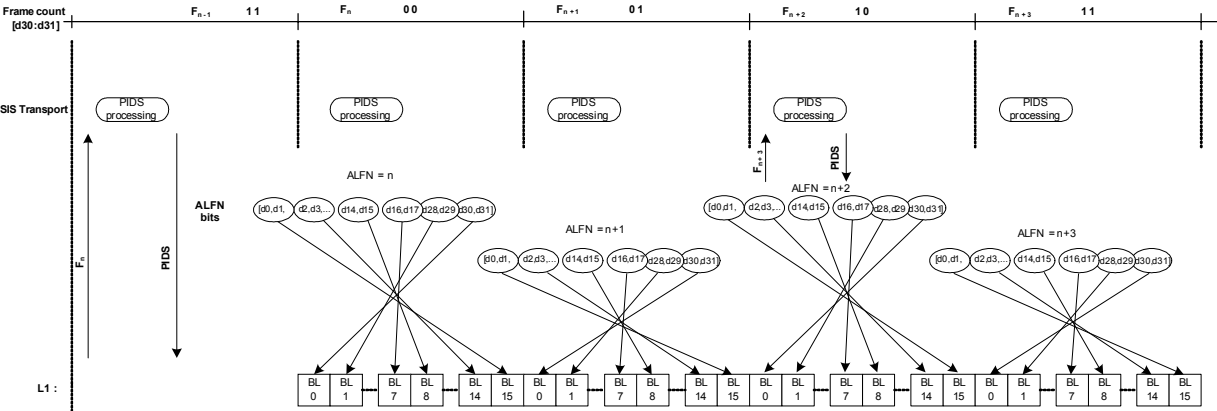 Frame count
[d30:d31]
Fn-1 11
Fn 00
Fn+1 01
Fn+2 10
Fn+3 11
SIS Transport
PIDS processing
PIDS processing
PIDS processing
PIDS processing
PIDS processing
Fn
PIDS
Fn+3
PIDS
ALFN bits
ALFN = n
[d0,d1, d2,d3,... d14,d15 d16,d17 d28,d29 d30,d31]
ALFN = n+1
[d0,d1, d2,d3,... d14,d15 d16,d17 d28,d29 d30,d31]
ALFN = n+2
[d0,d1, d2,d3,... d14,d15 d16,d17 d28,d29 d30,d31]
ALFN = n+3
[d0,d1, d2,d3,... d14,d15 d16,d17 d28,d29 d30,d31]
L1 :
BL 0 BL 1 BL 7 BL 8 BL 14 BL 15
BL 0 BL 1 BL 7 BL 8 BL 14 BL 15
BL 0 BL 1 BL 7 BL 8 BL 14 BL 15
BL 0 BL 1 BL 7 BL 8 BL 14 BL 15